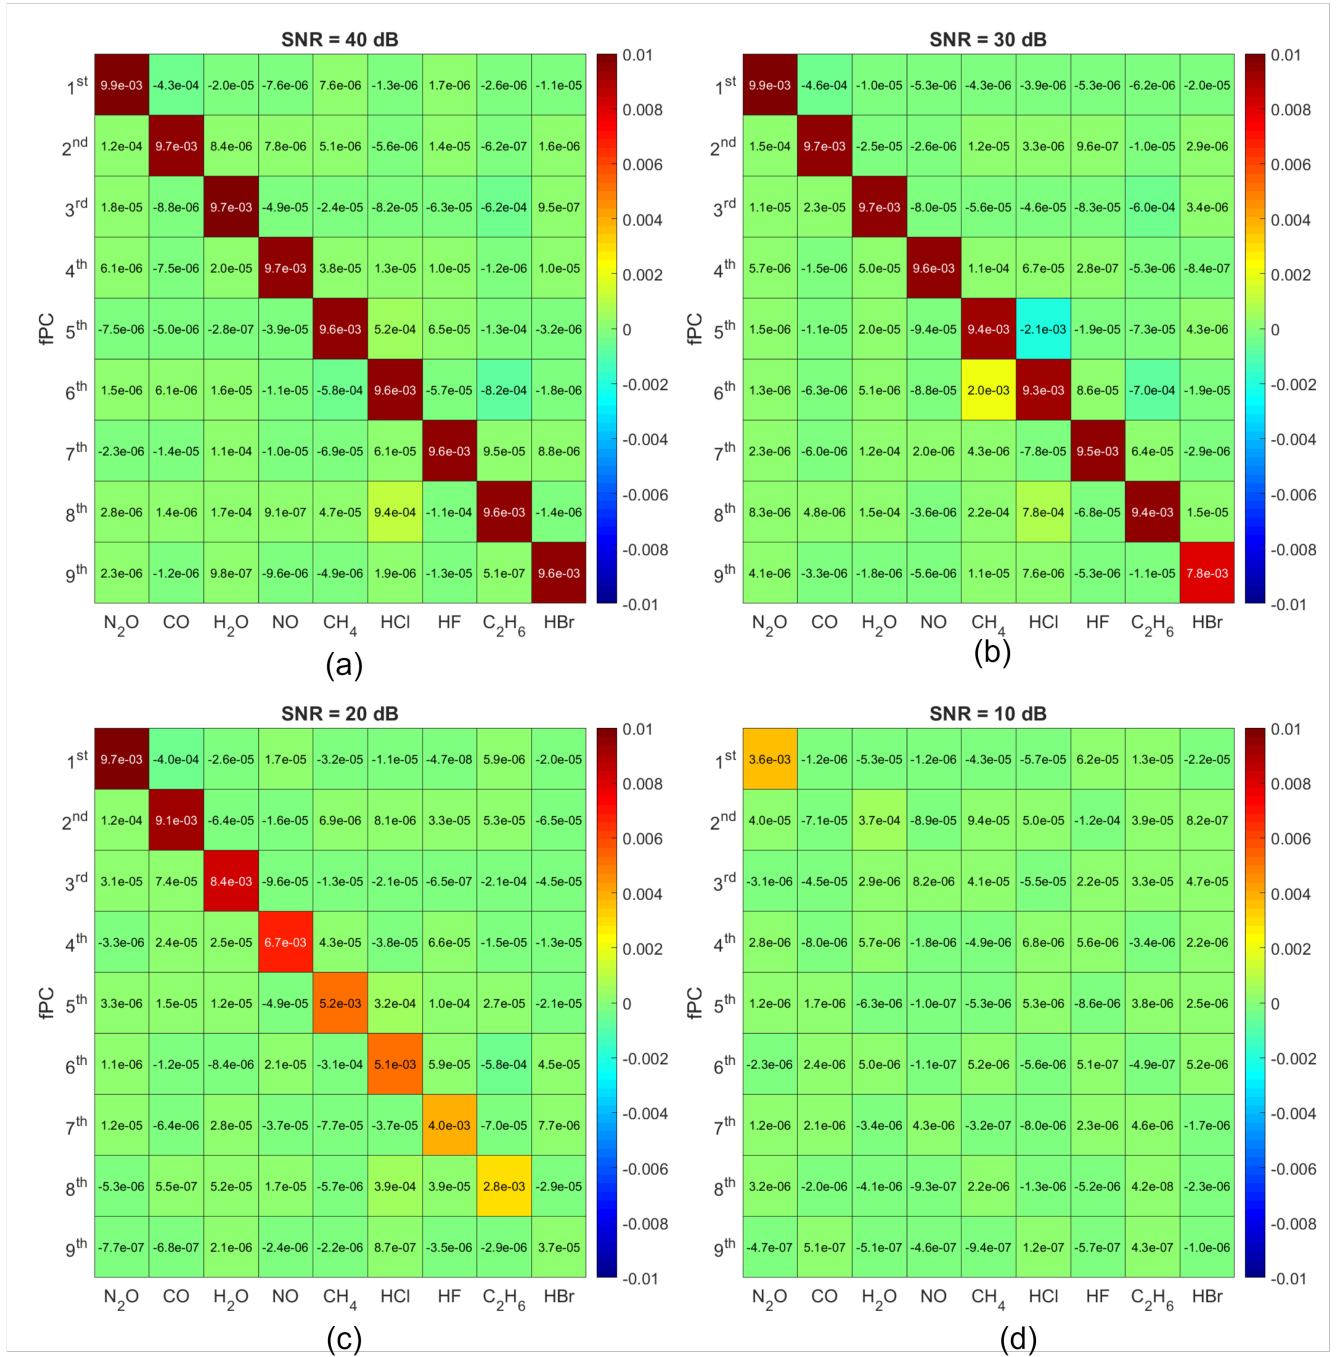 SNR = 40 dB
1st 9.9e-03 -4.3e-04 -2.0e-05 -7.6e-06 7.6e-06 -1.3e-06 1.7e-06 -2.6e-06 -1.1e-05
2nd 1.2e-04 9.7e-03 8.4e-06 7.8e-06 5.1e-06 -5.6e-06 1.4e-05 -6.2e-07 1.6e-06
3rd 1.8e-05 -8.8e-06 9.7e-03 -4.9e-05 -2.4e-05 -8.2e-05 -6.3e-05 -6.2e-04 9.5e-07
4th 6.1e-06 -7.5e-06 2.0e-05 9.7e-03 3.8e-05 1.3e-05 1.0e-05 -1.2e-06 1.0e-05
5th -7.5e-06 -5.0e-06 -2.8e-07 -3.9e-05 9.6e-03 5.2e-04 6.5e-05 -1.3e-04 -3.2e-06
6th 1.5e-06 6.1e-06 1.6e-05 -1.1e-05 -5.8e-04 9.6e-03 -5.7e-05 -8.2e-04 -1.8e-06
7th -2.3e-06 -1.4e-05 1.1e-04 -1.0e-05 -6.9e-05 6.1e-05 9.6e-03 9.5e-05 8.8e-06
8th 2.8e-06 1.4e-06 1.7e-04 9.1e-07 4.7e-05 9.4e-04 -1.1e-04 9.6e-03 -1.4e-06
9th 2.3e-06 -1.2e-06 9.8e-07 -9.6e-06 -4.9e-06 1.9e-06 -1.3e-05 5.1e-07 9.6e-03
fPC
N2O CO H2O NO CH4 HCl HF C2H6 HBr
0.01
0.008
0.006
0.004
0.002
0
-0.002
-0.004
-0.006
-0.008
-0.01
(a)
SNR = 30 dB
1st 9.9e-03 -4.6e-04 -1.0e-05 -5.3e-06 -4.3e-06 -3.9e-06 -5.3e-06 -6.2e-06 -2.0e-05
2nd 1.5e-04 9.7e-03 -2.5e-05 -2.6e-06 1.2e-05 3.3e-06 9.6e-07 -1.0e-05 2.9e-06
3rd 1.1e-05 2.3e-05 9.7e-03 -8.0e-05 -5.6e-05 -4.6e-05 -8.3e-05 -6.0e-04 3.4e-06
4th 5.7e-06 -1.5e-06 5.0e-05 9.6e-03 1.1e-04 6.7e-05 2.8e-07 -5.3e-06 -8.4e-07
5th 1.5e-06 -1.1e-05 2.0e-05 -9.4e-05 9.4e-03 -2.1e-03 -1.9e-05 -7.3e-05 4.3e-06
6th 1.3e-06 -6.3e-06 5.1e-06 -8.8e-05 2.0e-03 9.3e-03 8.6e-05 -7.0e-04 -1.9e-05
7th 2.3e-06 -6.0e-06 1.2e-04 2.0e-06 4.3e-06 -7.8e-05 9.5e-03 6.4e-05 -2.9e-06
8th 8.3e-06 4.8e-06 1.5e-04 -3.6e-06 2.2e-04 7.8e-04 -6.8e-05 9.4e-03 1.5e-05
9th 4.1e-06 -3.3e-06 -1.8e-06 -5.6e-06 1.1e-05 7.6e-06 -5.3e-06 -1.1e-05 7.8e-03
fPC
N2O CO H2O NO CH4 HCl HF C2H6 HBr
0.01
0.008
0.006
0.004
0.002
0
-0.002
-0.004
-0.006
-0.008
-0.01
(b)
SNR = 20 dB
1st 9.7e-03 -4.0e-04 -2.6e-05 1.7e-05 -3.2e-05 -1.1e-05 -4.7e-08 5.9e-06 -2.0e-05
2nd 1.2e-04 9.1e-03 -6.4e-05 -1.6e-05 6.9e-06 8.1e-06 3.3e-05 5.3e-05 -6.5e-05
3rd 3.1e-05 7.4e-05 8.4e-03 -9.6e-05 -1.3e-05 -2.1e-05 -6.5e-07 -2.1e-04 -4.5e-05
4th -3.3e-06 2.4e-05 2.5e-05 6.7e-03 4.3e-05 -3.8e-05 6.6e-05 -1.5e-05 -1.3e-05
5th 3.3e-06 1.5e-05 1.2e-05 -4.9e-05 5.2e-03 3.2e-04 1.0e-04 2.7e-05 -2.1e-05
6th 1.1e-06 -1.2e-05 -8.4e-06 2.1e-05 -3.1e-04 5.1e-03 5.9e-05 -5.8e-04 4.5e-05
7th 1.2e-05 -6.4e-06 2.8e-05 -3.7e-05 -7.7e-05 -3.7e-05 4.0e-03 -7.0e-05 7.7e-06
8th -5.3e-06 5.5e-07 5.2e-05 1.7e-05 -5.7e-06 3.9e-04 3.9e-05 2.8e-03 -2.9e-05
9th -7.7e-07 -6.8e-07 2.1e-06 -2.4e-06 -2.2e-06 8.7e-07 -3.5e-06 -2.9e-06 3.7e-05
fPC
N2O CO H2O NO CH4 HCl HF C2H6 HBr
0.01
0.008
0.006
0.004
0.002
0
-0.002
-0.004
-0.006
-0.008
-0.01
(c)
SNR = 10 dB
1st 3.6e-03 -1.2e-06 -5.3e-05 -1.2e-06 -4.3e-05 -5.7e-05 6.2e-05 1.3e-05 -2.2e-05
2nd 4.0e-05 -7.1e-05 3.7e-04 -8.9e-05 9.4e-05 5.0e-05 -1.2e-04 3.9e-05 8.2e-07
3rd -3.1e-06 -4.5e-05 2.9e-06 8.2e-06 4.1e-05 -5.5e-05 2.2e-05 3.3e-05 4.7e-05
4th 2.8e-06 -8.0e-06 5.7e-06 -1.8e-06 -4.9e-06 6.8e-06 5.6e-06 -3.4e-06 2.2e-06
5th 1.2e-06 1.7e-06 -6.3e-06 -1.0e-07 -5.3e-06 5.3e-06 -8.6e-06 3.8e-06 2.5e-06
6th -2.3e-06 2.4e-06 5.0e-06 -1.1e-07 5.2e-06 -5.6e-06 5.1e-07 -4.9e-07 5.2e-06
7th 1.2e-06 2.1e-06 -3.4e-06 4.3e-06 -3.2e-07 -8.0e-06 2.3e-06 4.6e-06 -1.7e-06
8th 3.2e-06 -2.0e-06 -4.1e-06 -9.3e-07 2.2e-06 -1.3e-06 -5.2e-06 4.2e-08 -2.3e-06
9th -4.7e-07 5.1e-07 -5.1e-07 -4.6e-07 -9.4e-07 1.2e-07 -5.7e-07 4.3e-07 -1.0e-06
fPC
N2O CO H2O NO CH4 HCl HF C2H6 HBr
0.01
0.008
0.006
0.004
0.002
0
-0.002
-0.004
-0.006
-0.008
-0.01
(d)